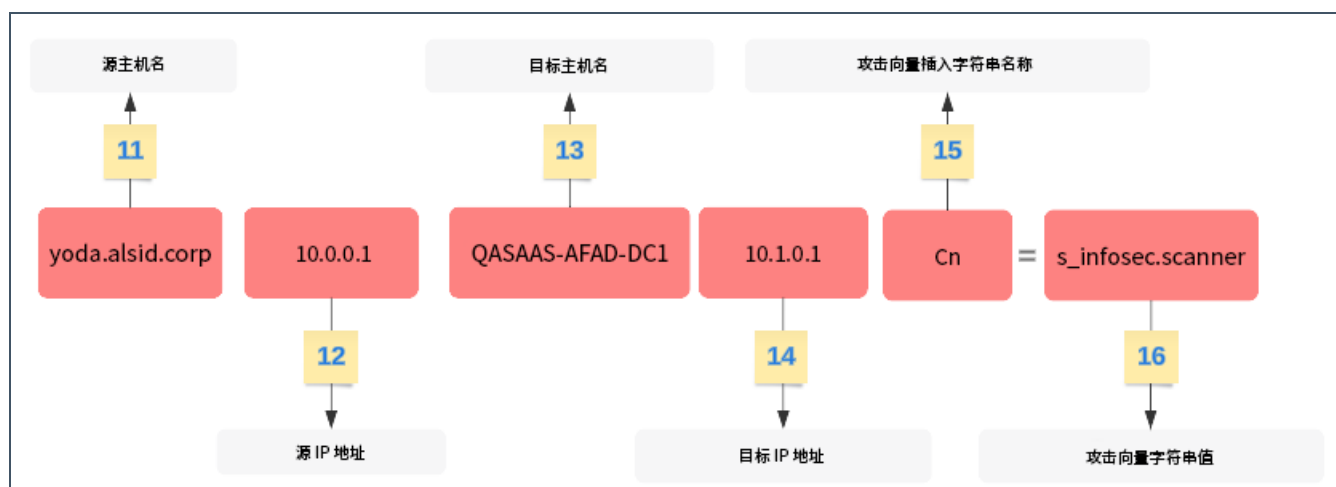 源主机名
目标主机名
攻击向量插入字符串名称
11
13
15
yoda.alsid.corp
10.0.0.1
QASAAS-AFAD-DC1
10.1.0.1
Cn
=
s_infosec.scanner
12
14
16
源 IP 地址
目标 IP 地址
攻击向量字符串值